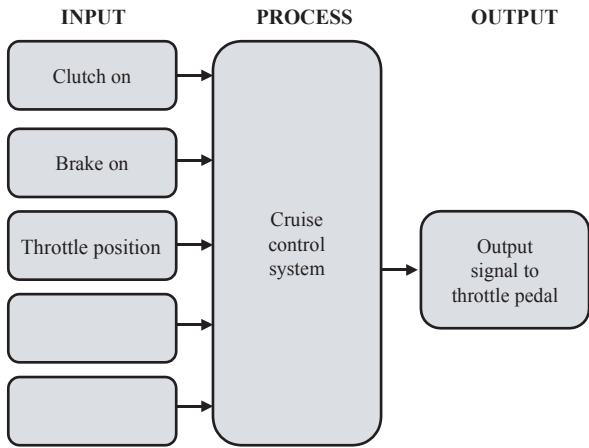 INPUT
PROCESS
OUTPUT
Clutch on
Brake on
Throttle position
Cruise
control
system
Output
signal to
throttle pedal